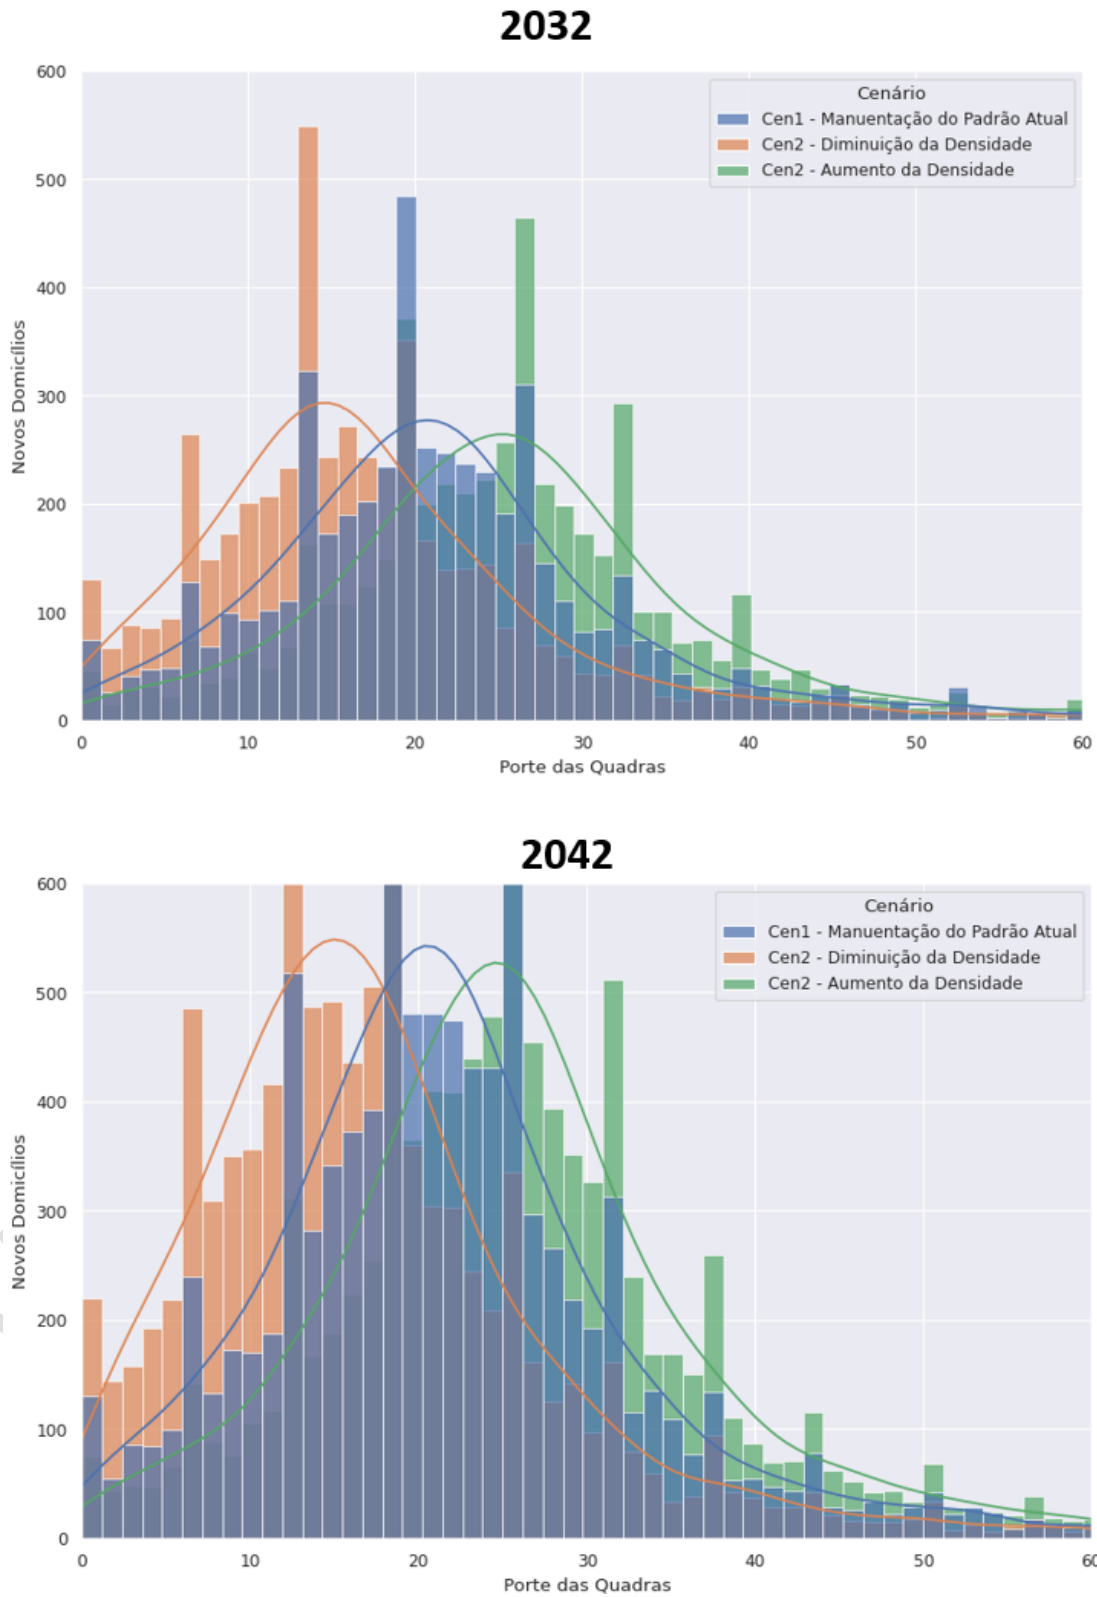 2032
600
500
400
300
200
100
0
Novos Domicílios
Cenário
Cen1 - Manuentação do Padrão Atual
Cen2 - Diminuição da Densidade
Cen2 - Aumento da Densidade
0 10 20 30 40 50 60
Porte das Quadras
2042
600
500
400
300
200
100
0
Novos Domicílios
Cenário
Cen1 - Manuentação do Padrão Atual
Cen2 - Diminuição da Densidade
Cen2 - Aumento da Densidade
0 10 20 30 40 50 60
Porte das Quadras